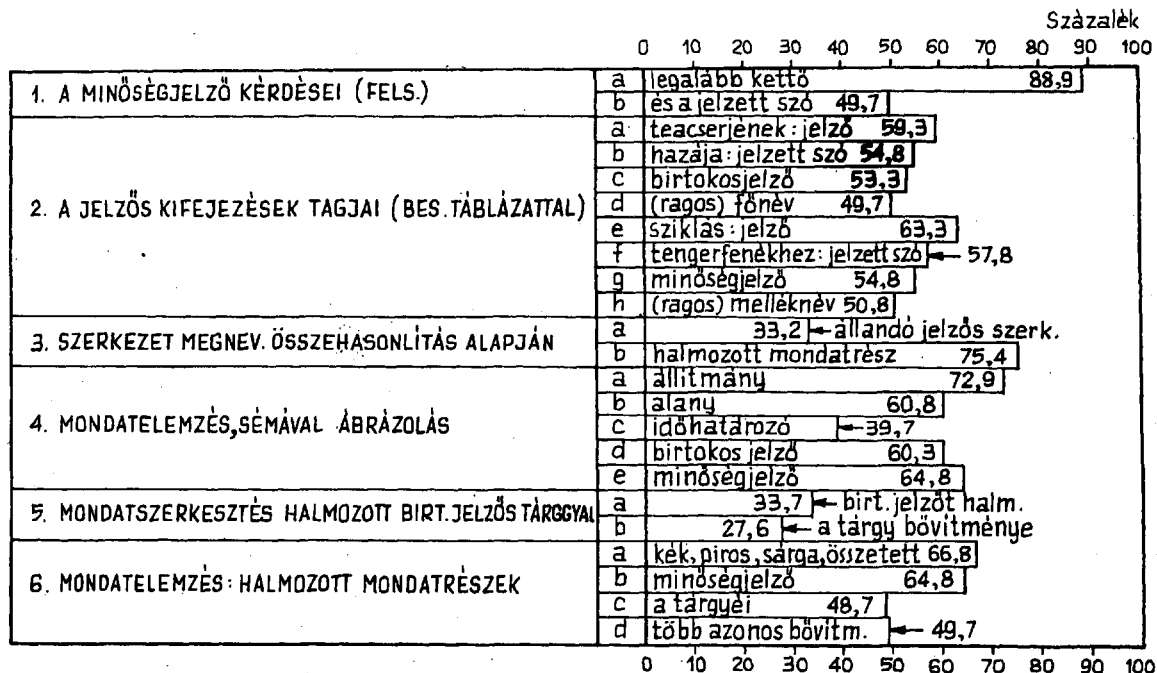 Százalék
0 10 20 30 40 50 60 70 80 90 100
1. A MINŐSÉGJELZŐ KÉRDÉSEI (FELS.)
a legalább kettő 88,9
b és a jelzett szó 49,7
2. A JELZŐS KIFEJEZÉSEK TAGJAI (BES. TÁBLÁZATTAL)
a teacserjének: jelző 59,3
b hazája: jelzett szó 54,8
c birtokosjelző 53,3
d (ragos) főnév 49,7
e sziklás: jelző 63,3
f tengerfenékhez: jelzett szó 57,8
g minőségjelző 54,8
h (ragos) melléknév 50,8
3. SZERKEZET MEGNEV. ÖSSZEHASONLÍTÁS ALAPJÁN
a 33,2 állandó jelzős szerk.
b halmozott mondatrész 75,4
4. MONDATELEMZÉS, SÉMÁVAL ÁBRÁZOLÁS
a állítmány 72,9
b alany 60,8
c időhatározó 39,7
d birtokos jelző 60,3
e minőségjelző 64,8
5. MONDATSZERKESZTÉS HALMOZOTT BIRT. JELZŐS TÁRGGYAL
a 33,7 birt. jelzőt halm.
b 27,6 a tárgy bővítménye
6. MONDATELEMZÉS: HALMOZOTT MONDATRÉSZEK
a kék, piros, sárga, összetett 66,8
b minőségjelző 64,8
c a tárgyéi 48,7
d több azonos bővítm. 49,7
0 10 20 30 40 50 60 70 80 90 100